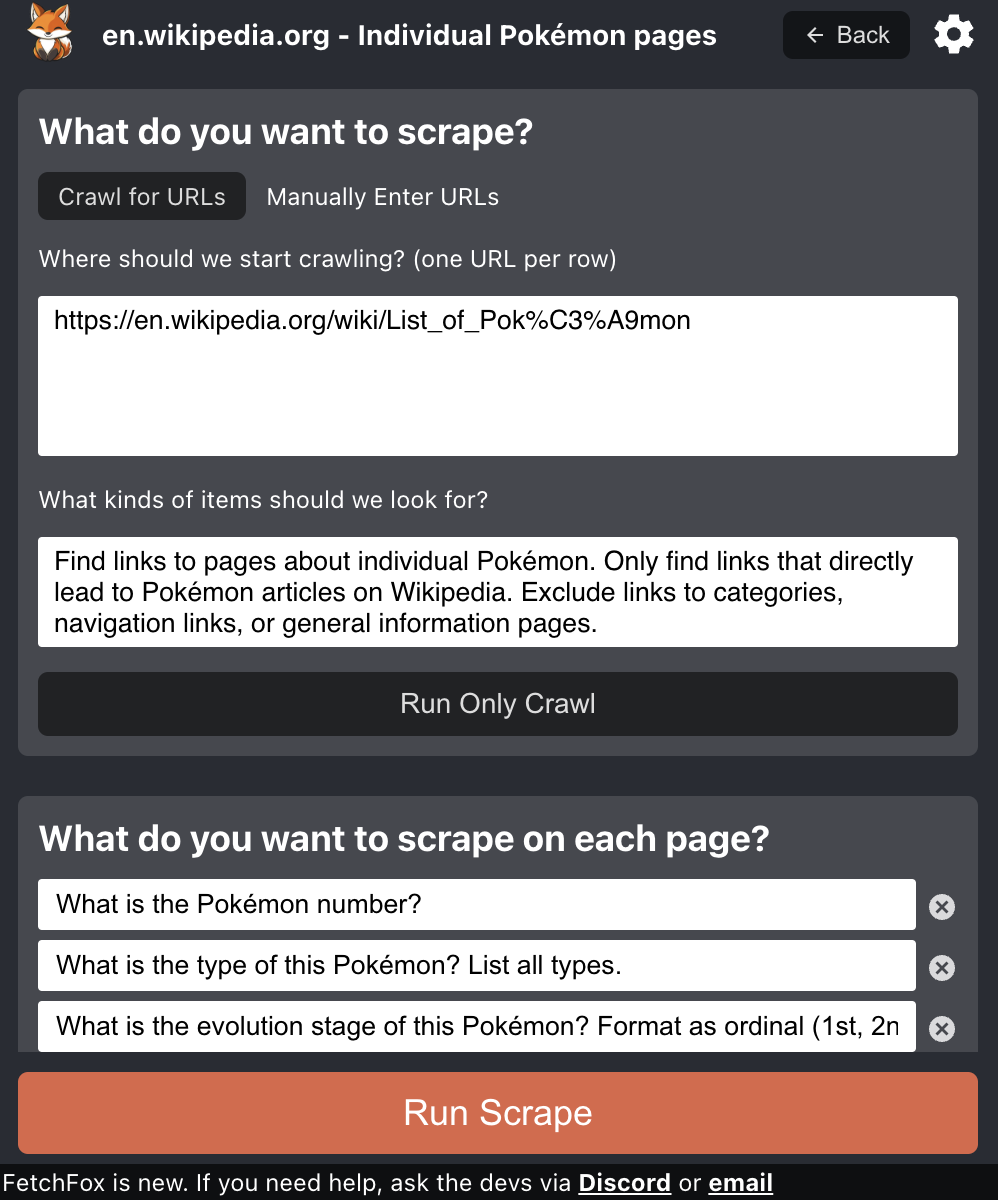 en.wikipedia.org - Individual Pokémon pages
← Back
What do you want to scrape?
Crawl for URLs
Manually Enter URLs
Where should we start crawling? (one URL per row)
https://en.wikipedia.org/wiki/List_of_Pok%C3%A9mon
What kinds of items should we look for?
Find links to pages about individual Pokémon. Only find links that directly
lead to Pokémon articles on Wikipedia. Exclude links to categories,
navigation links, or general information pages.
Run Only Crawl
What do you want to scrape on each page?
What is the Pokémon number?
What is the type of this Pokémon? List all types.
What is the evolution stage of this Pokémon? Format as ordinal (1st, 2n
Run Scrape
FetchFox is new. If you need help, ask the devs via Discord or email